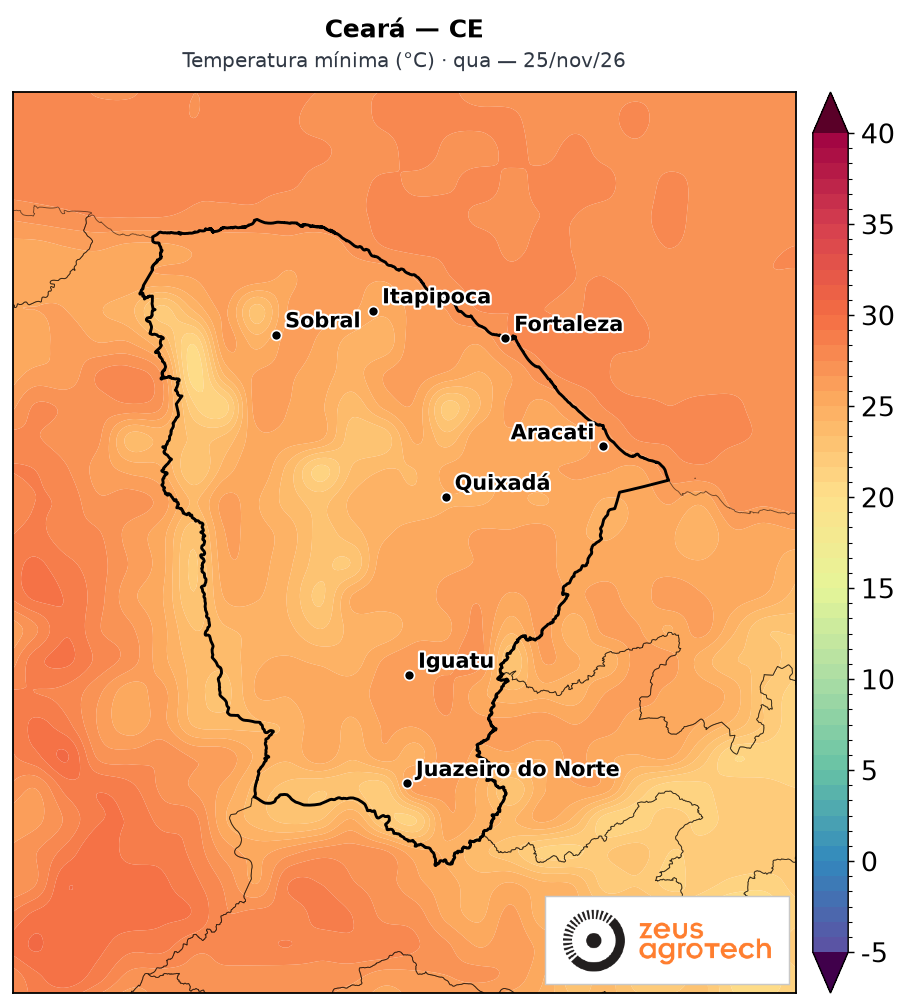 Ceará — CE
Temperatura mínima (°C) · qua — 25/nov/26
Itapipoca
Sobral
Fortaleza
Aracati
Quixadá
Iguatu
Juazeiro do Norte
40
35
30
25
20
15
10
5
0
-5
zeus
agrotech